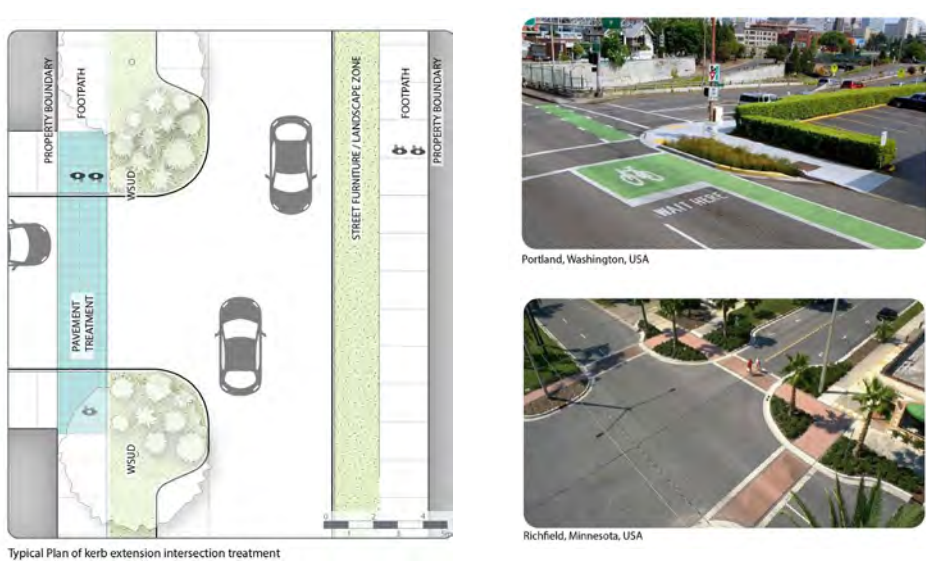 PROPERTY BOUNDARY
FOOTPATH
WSUD
STREET FURNITURE / LANDSCAPE ZONE
FOOTPATH
PROPERTY BOUNDARY
PAVEMENT
TREATMENT
WSUD
0 2 4
1
Typical Plan of kerb extension intersection treatment
WAIT HERE
Portland, Washington, USA
Richfield, Minnesota, USA